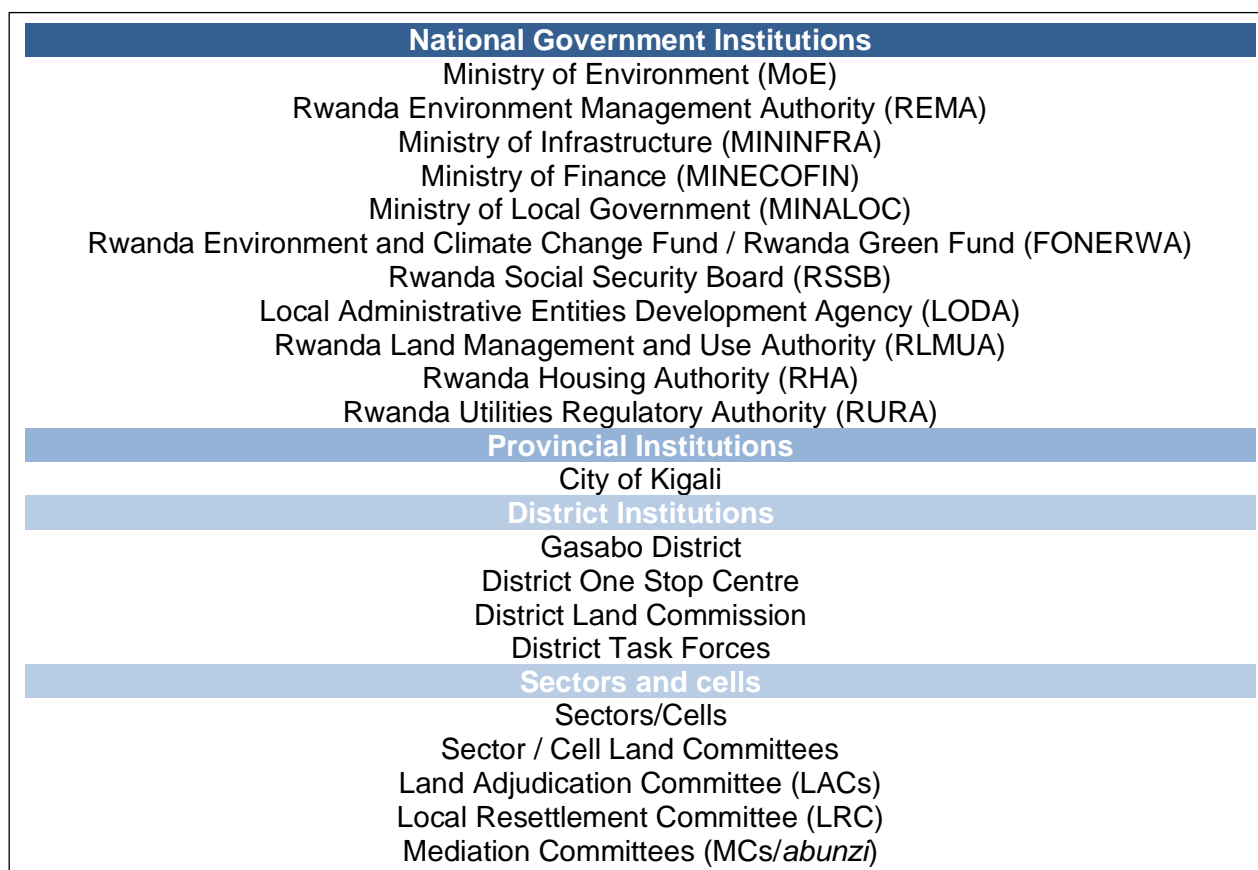 National Government Institutions
Ministry of Environment (MoE)
Rwanda Environment Management Authority (REMA)
Ministry of Infrastructure (MININFRA)
Ministry of Finance (MINECOFIN)
Ministry of Local Government (MINALOC)
Rwanda Environment and Climate Change Fund / Rwanda Green Fund (FONERWA)
Rwanda Social Security Board (RSSB)
Local Administrative Entities Development Agency (LODA)
Rwanda Land Management and Use Authority (RLMUA)
Rwanda Housing Authority (RHA)
Rwanda Utilities Regulatory Authority (RURA)
Provincial Institutions
City of Kigali
District Institutions
Gasabo District
District One Stop Centre
District Land Commission
District Task Forces
Sectors and cells
Sectors/Cells
Sector / Cell Land Committees
Land Adjudication Committee (LACs)
Local Resettlement Committee (LRC)
Mediation Committees (MCs/abunzi)